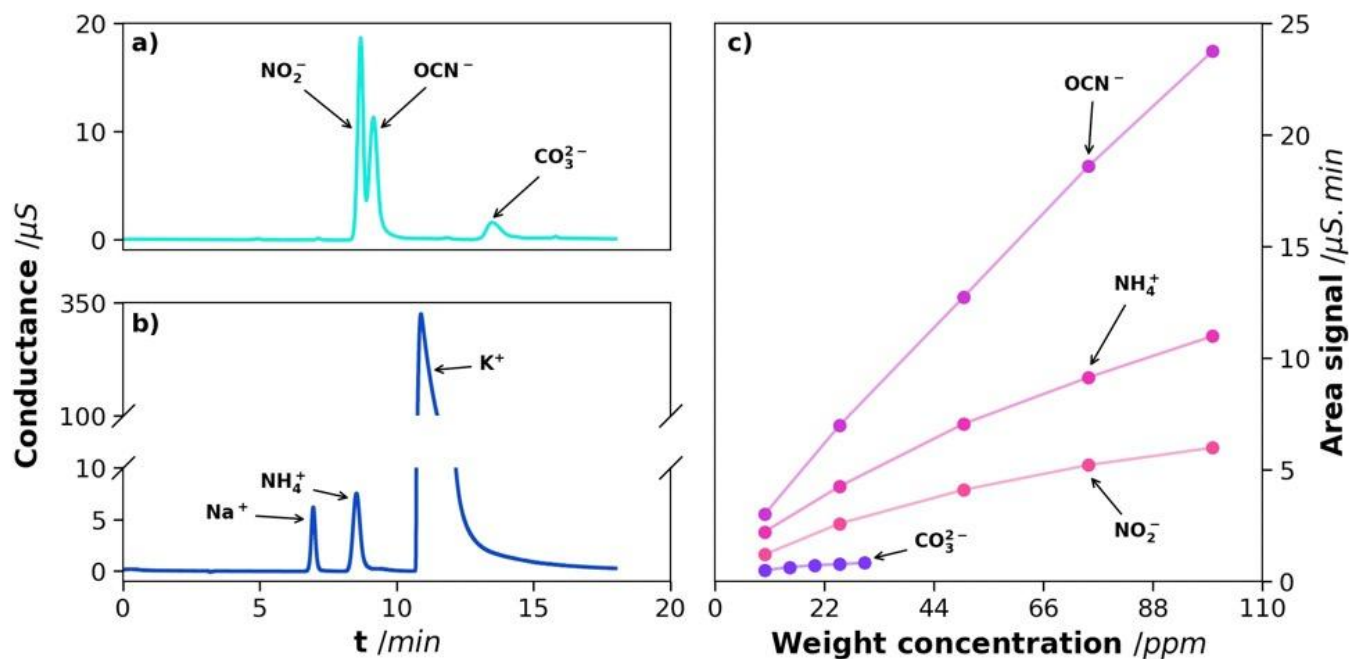 a)
20
10
0
NO₂⁻
OCN⁻
CO₃²⁻
b)
350
100
10
5
0
Na⁺
NH₄⁺
K⁺
0 5 10 15 20
t /min
Conductance /μS
c)
OCN⁻
NH₄⁺
NO₂⁻
CO₃²⁻
25
20
15
10
5
0
0 22 44 66 88 110
Weight concentration /ppm
Area signal /μS. min